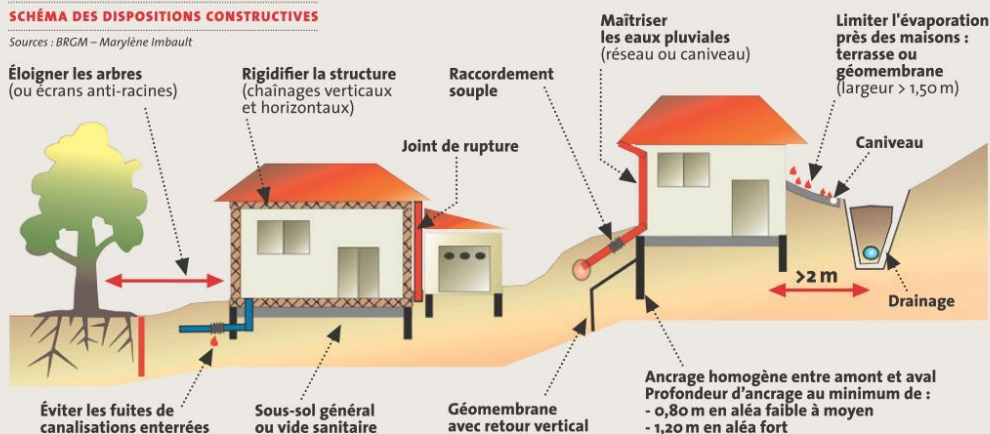 SCHÉMA DES DISPOSITIONS CONSTRUCTIVES
Sources : BRGM – Marylène Imbault
Éloigner les arbres
(ou écrans anti-racines)
Rigidifier la structure
(chaînages verticaux
et horizontaux)
Raccordement
souple
Joint de rupture
Maîtriser
les eaux pluviales
(réseau ou caniveau)
Limiter l'évaporation
près des maisons :
terrasse ou
géomembrane
(largeur > 1,50 m)
Caniveau
>2 m
Drainage
Éviter les fuites de
canalisations enterrées
Sous-sol général
ou vide sanitaire
Géomembrane
avec retour vertical
Ancrage homogène entre amont et aval
Profondeur d'ancrage au minimum de :
- 0,80 m en aléa faible à moyen
- 1,20 m en aléa fort